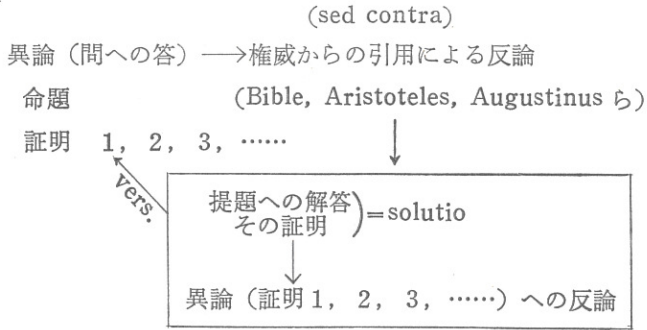 (sed contra)
異論（問への答）⟶権威からの引用による反論
命題 (Bible, Aristoteles, Augustinus ら)
証明 1, 2, 3, ……
vers.
提題への解答
その証明
)=solutio
異論（証明1, 2, 3, ……）への反論